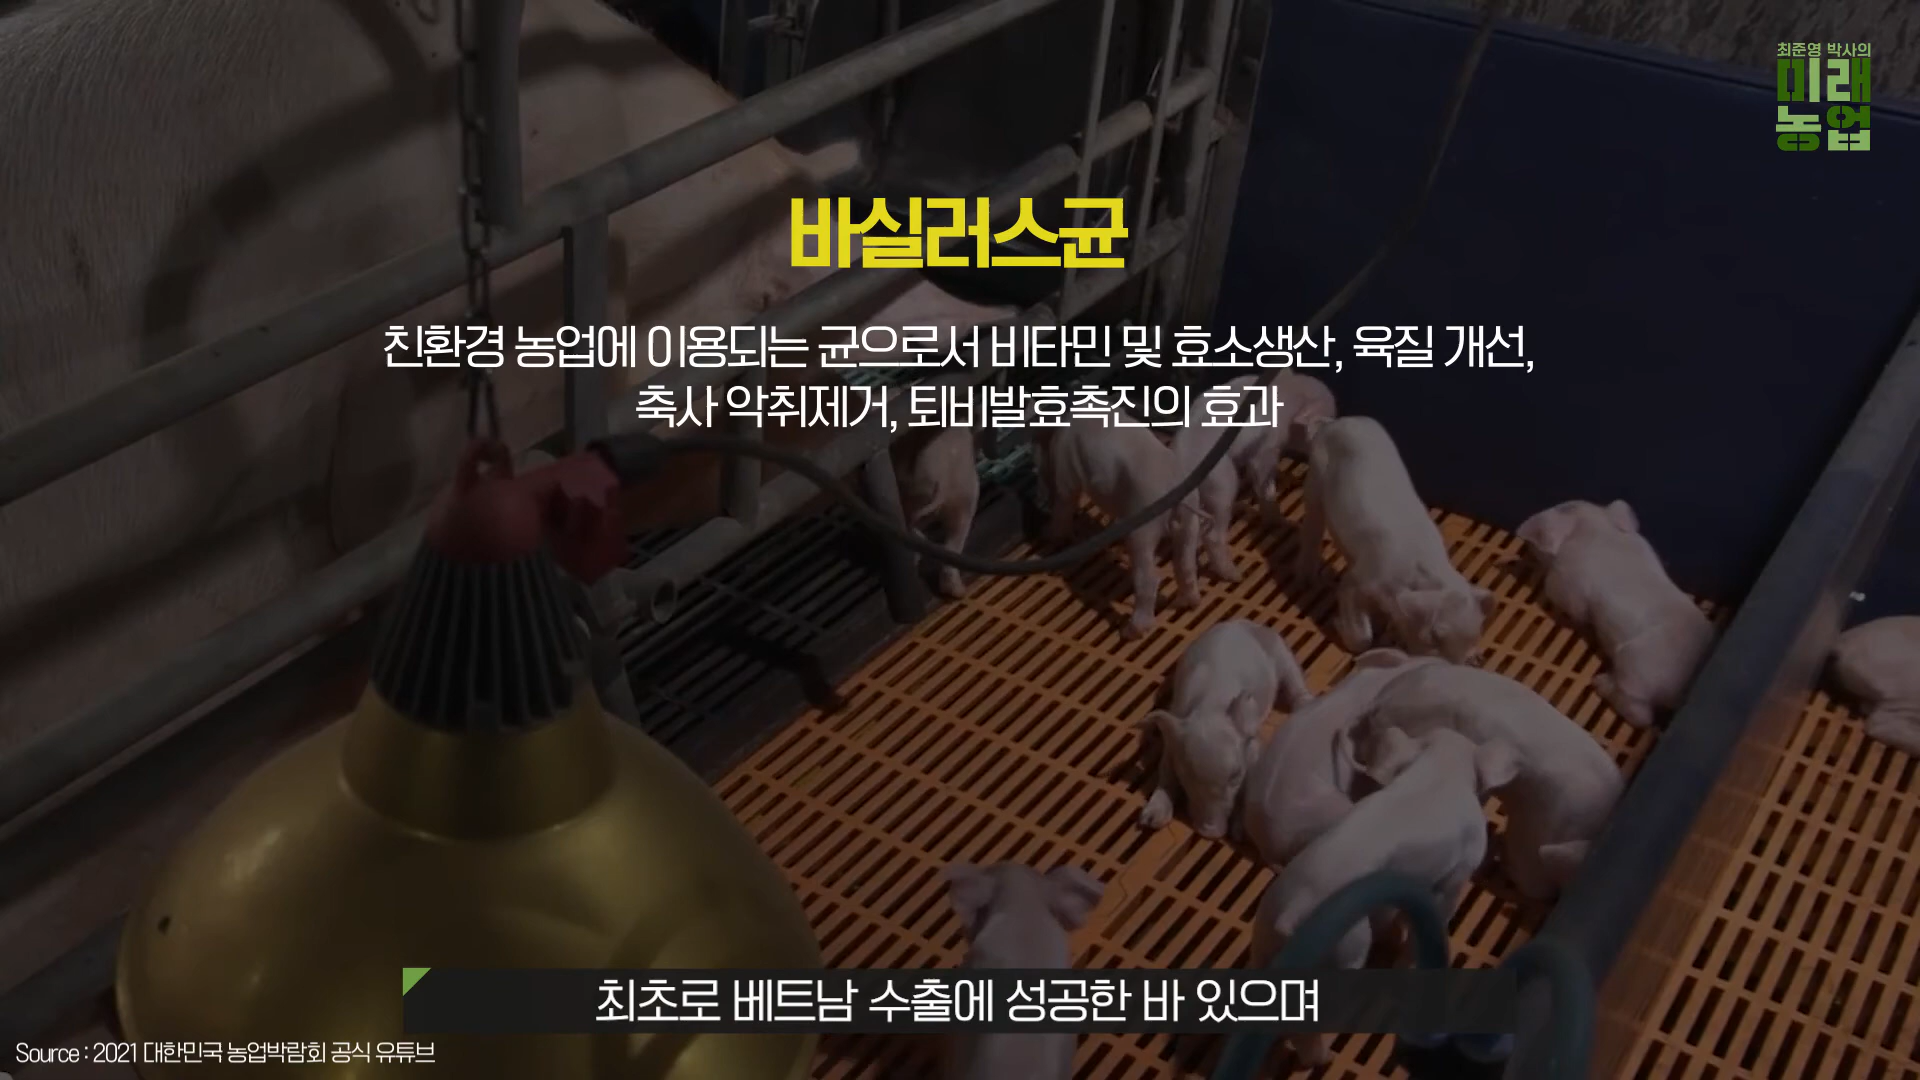 최준영 박사의
미래
농업
바실러스균
친환경 농업에 이용되는 균으로서 비타민 및 효소생산, 육질 개선,
축사 악취제거, 퇴비발효촉진의 효과
최초로 베트남 수출에 성공한 바 있으며
Source : 2021 대한민국 농업박람회 공식 유튜브